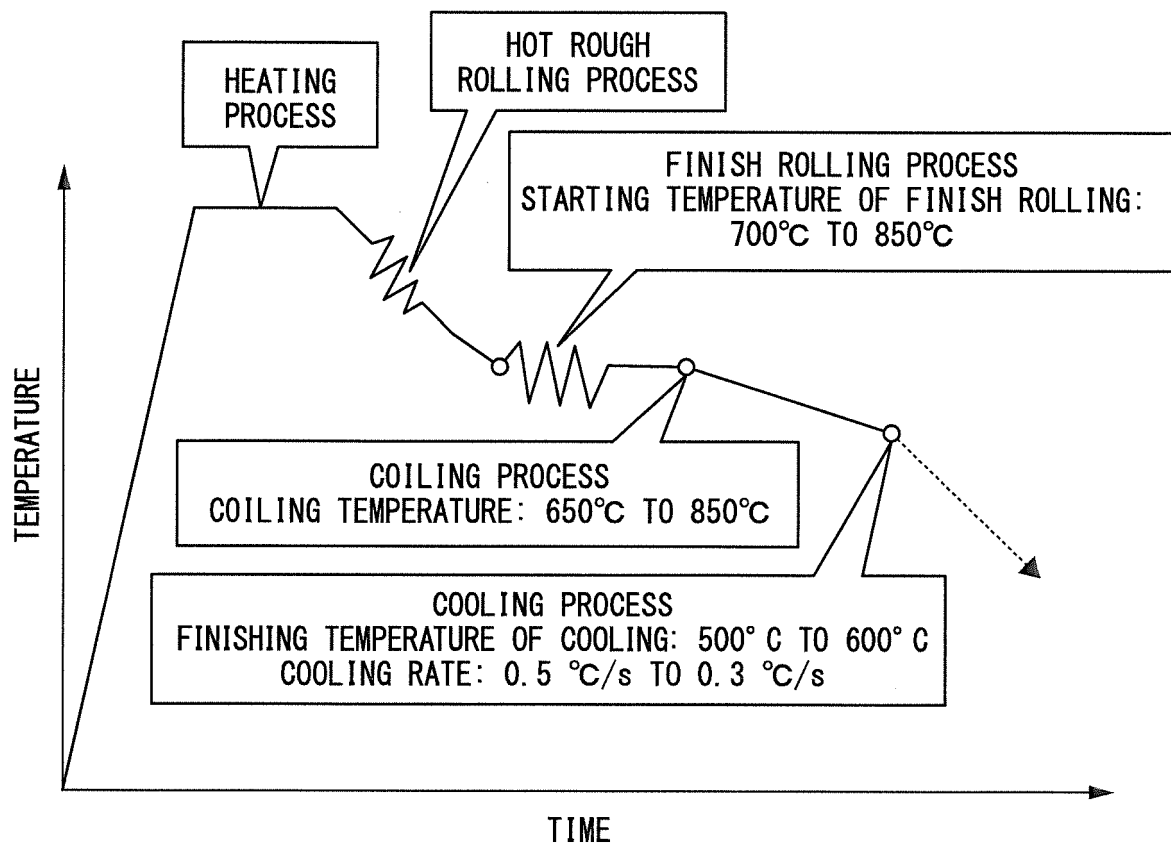 HEATING
PROCESS
HOT ROUGH
ROLLING PROCESS
FINISH ROLLING PROCESS
STARTING TEMPERATURE OF FINISH ROLLING:
700℃ TO 850℃
TEMPERATURE
COILING PROCESS
COILING TEMPERATURE: 650℃ TO 850℃
COOLING PROCESS
FINISHING TEMPERATURE OF COOLING: 500° C TO 600° C
COOLING RATE: 0.5 ℃/s TO 0.3 ℃/s
TIME